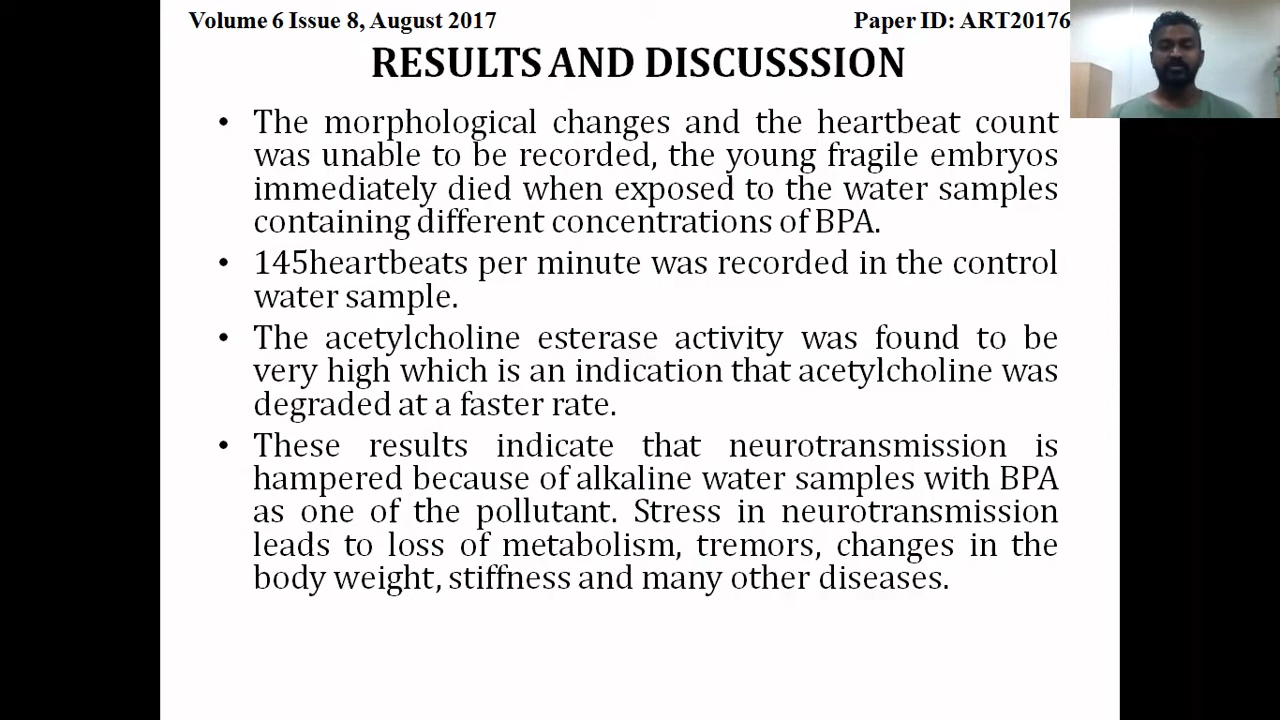 Volume 6 Issue 8, August 2017 Paper ID: ART20176
RESULTS AND DISCUSSSION
• The morphological changes and the heartbeat count
was unable to be recorded, the young fragile embryos
immediately died when exposed to the water samples
containing different concentrations of BPA.
• 145heartbeats per minute was recorded in the control
water sample.
• The acetylcholine esterase activity was found to be
very high which is an indication that acetylcholine was
degraded at a faster rate.
• These results indicate that neurotransmission is
hampered because of alkaline water samples with BPA
as one of the pollutant. Stress in neurotransmission
leads to loss of metabolism, tremors, changes in the
body weight, stiffness and many other diseases.